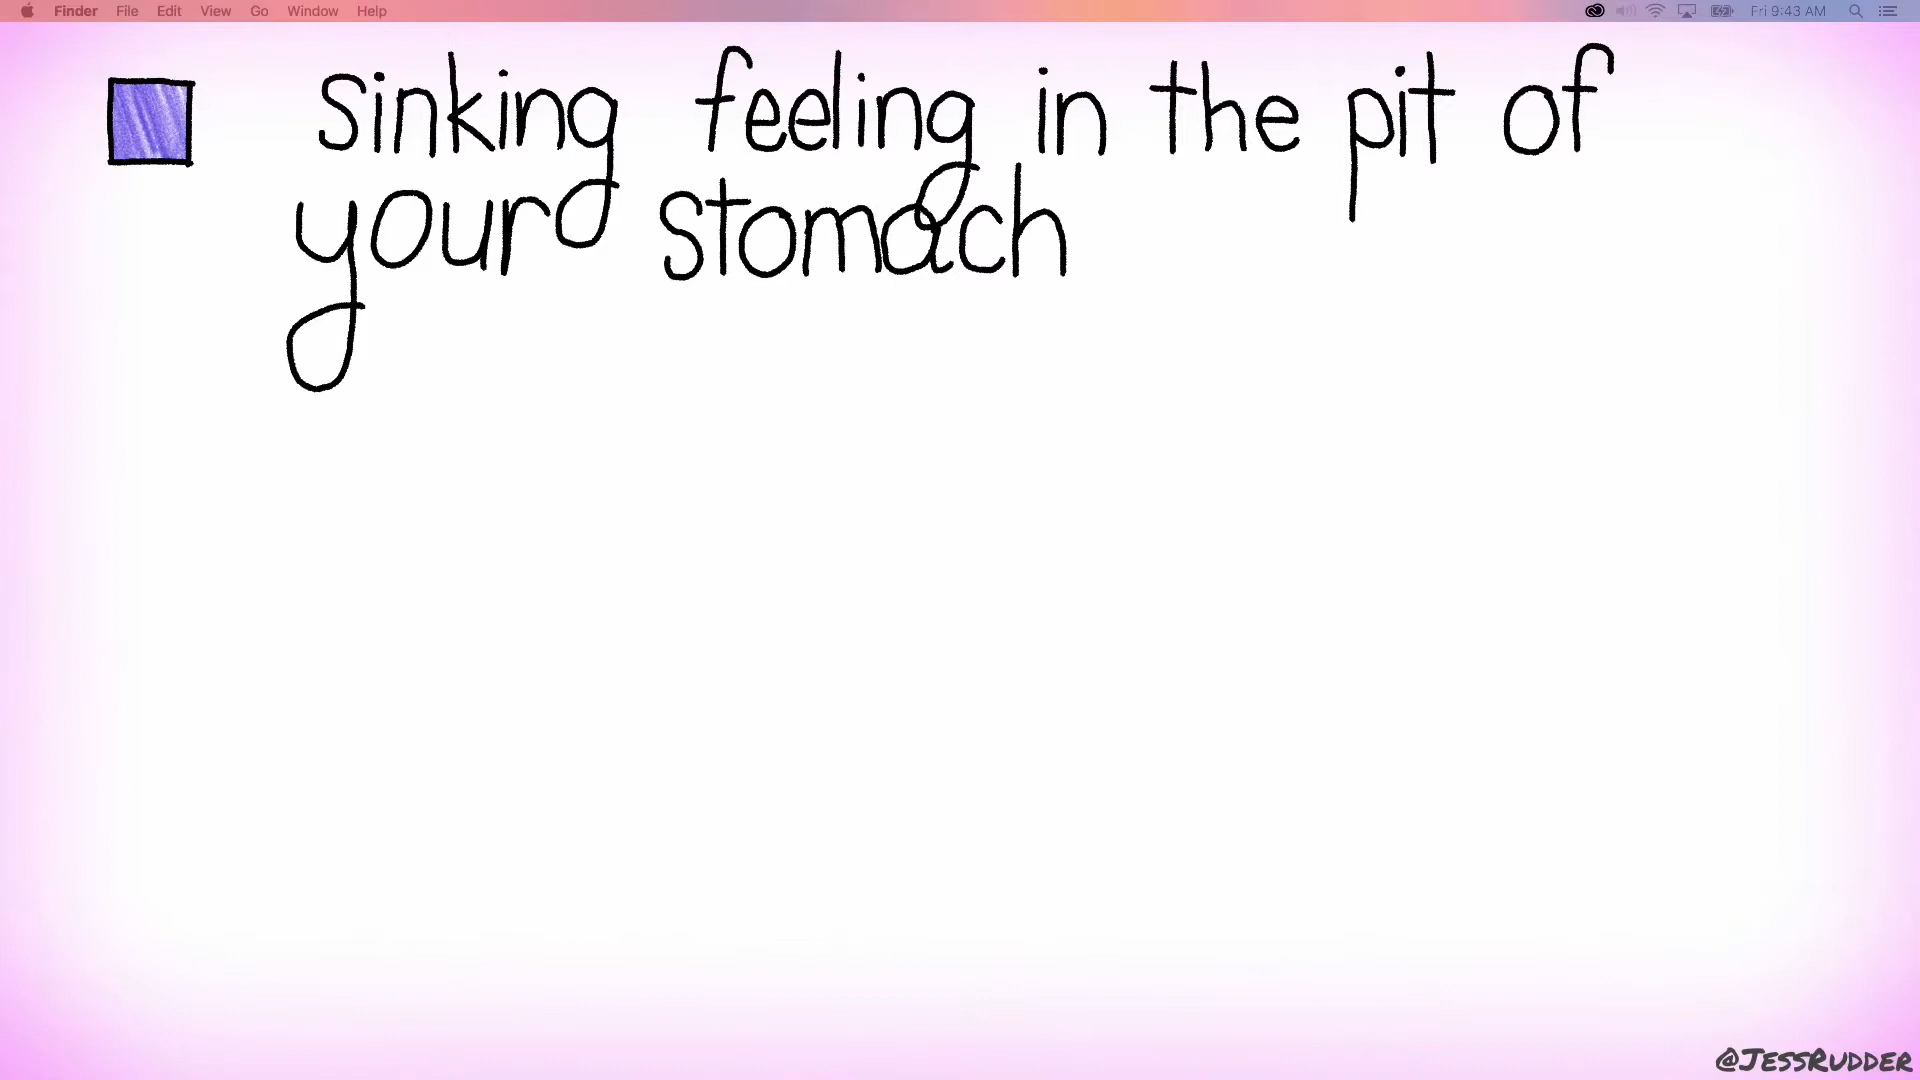 Finder File Edit View Go Window Help Fri 9:43 AM
sinking feeling in the pit of
your stomach
@JessRudder